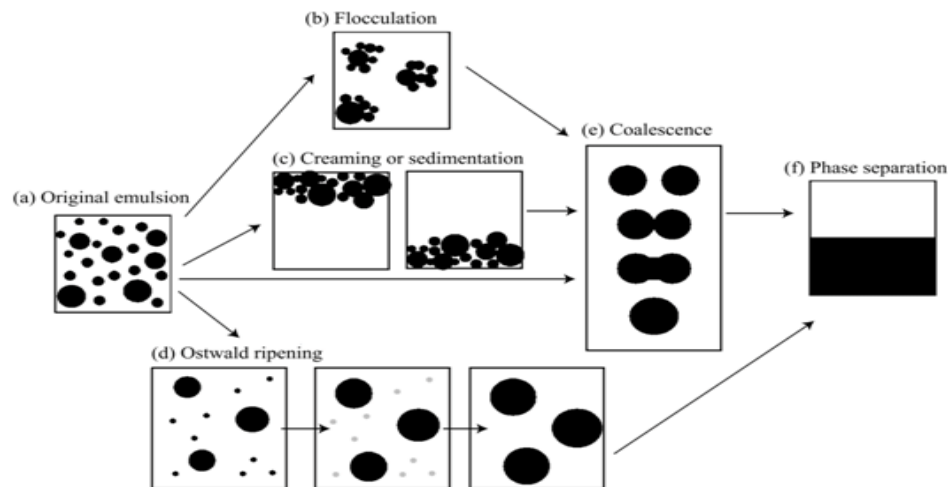 (b) Flocculation
(c) Creaming or sedimentation
(e) Coalescence
(f) Phase separation
(a) Original emulsion
(d) Ostwald ripening